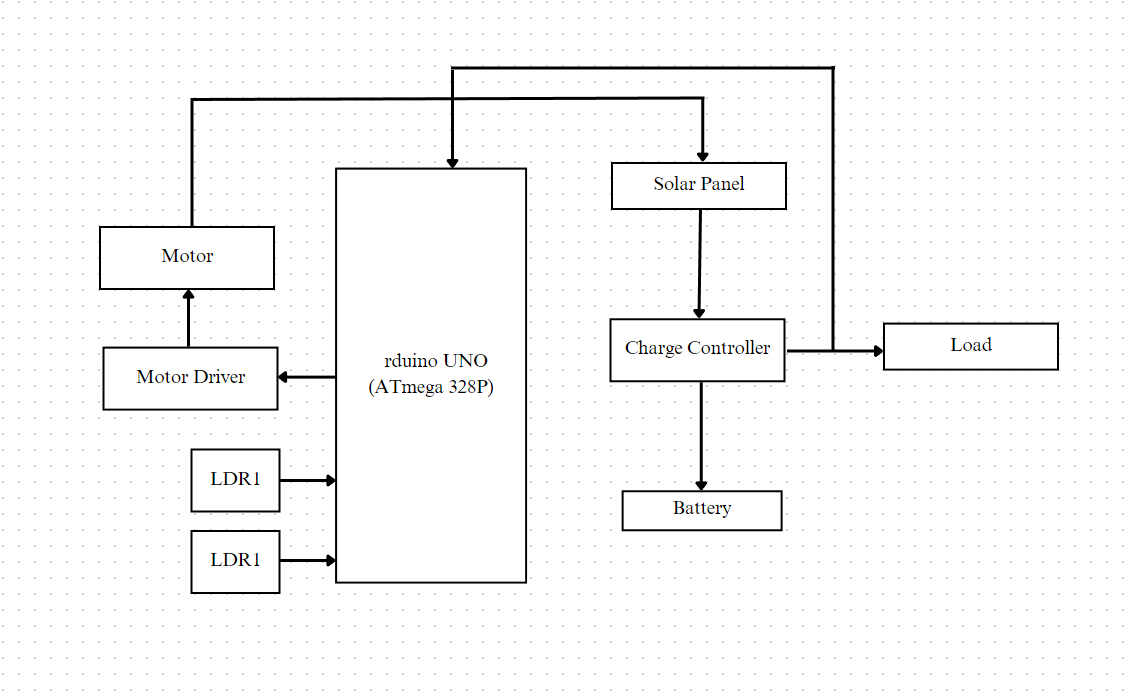 Solar Panel
Motor
rduino UNO
(ATmega 328P)
Charge Controller
Load
Motor Driver
LDR1
Battery
LDR1